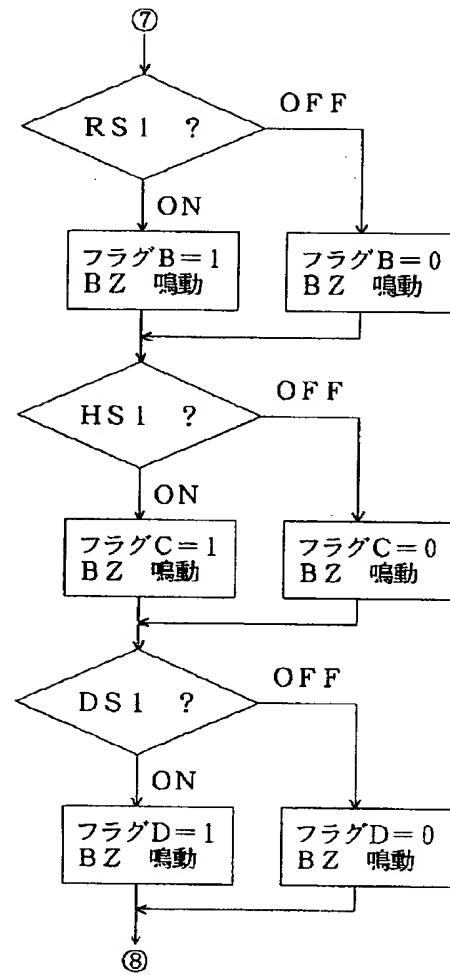 ⑦
RS1 ?
OFF
ON
フラグB=1
BZ 鳴動
フラグB=0
BZ 鳴動
HS1 ?
OFF
ON
フラグC=1
BZ 鳴動
フラグC=0
BZ 鳴動
DS1 ?
OFF
ON
フラグD=1
BZ 鳴動
フラグD=0
BZ 鳴動
⑧